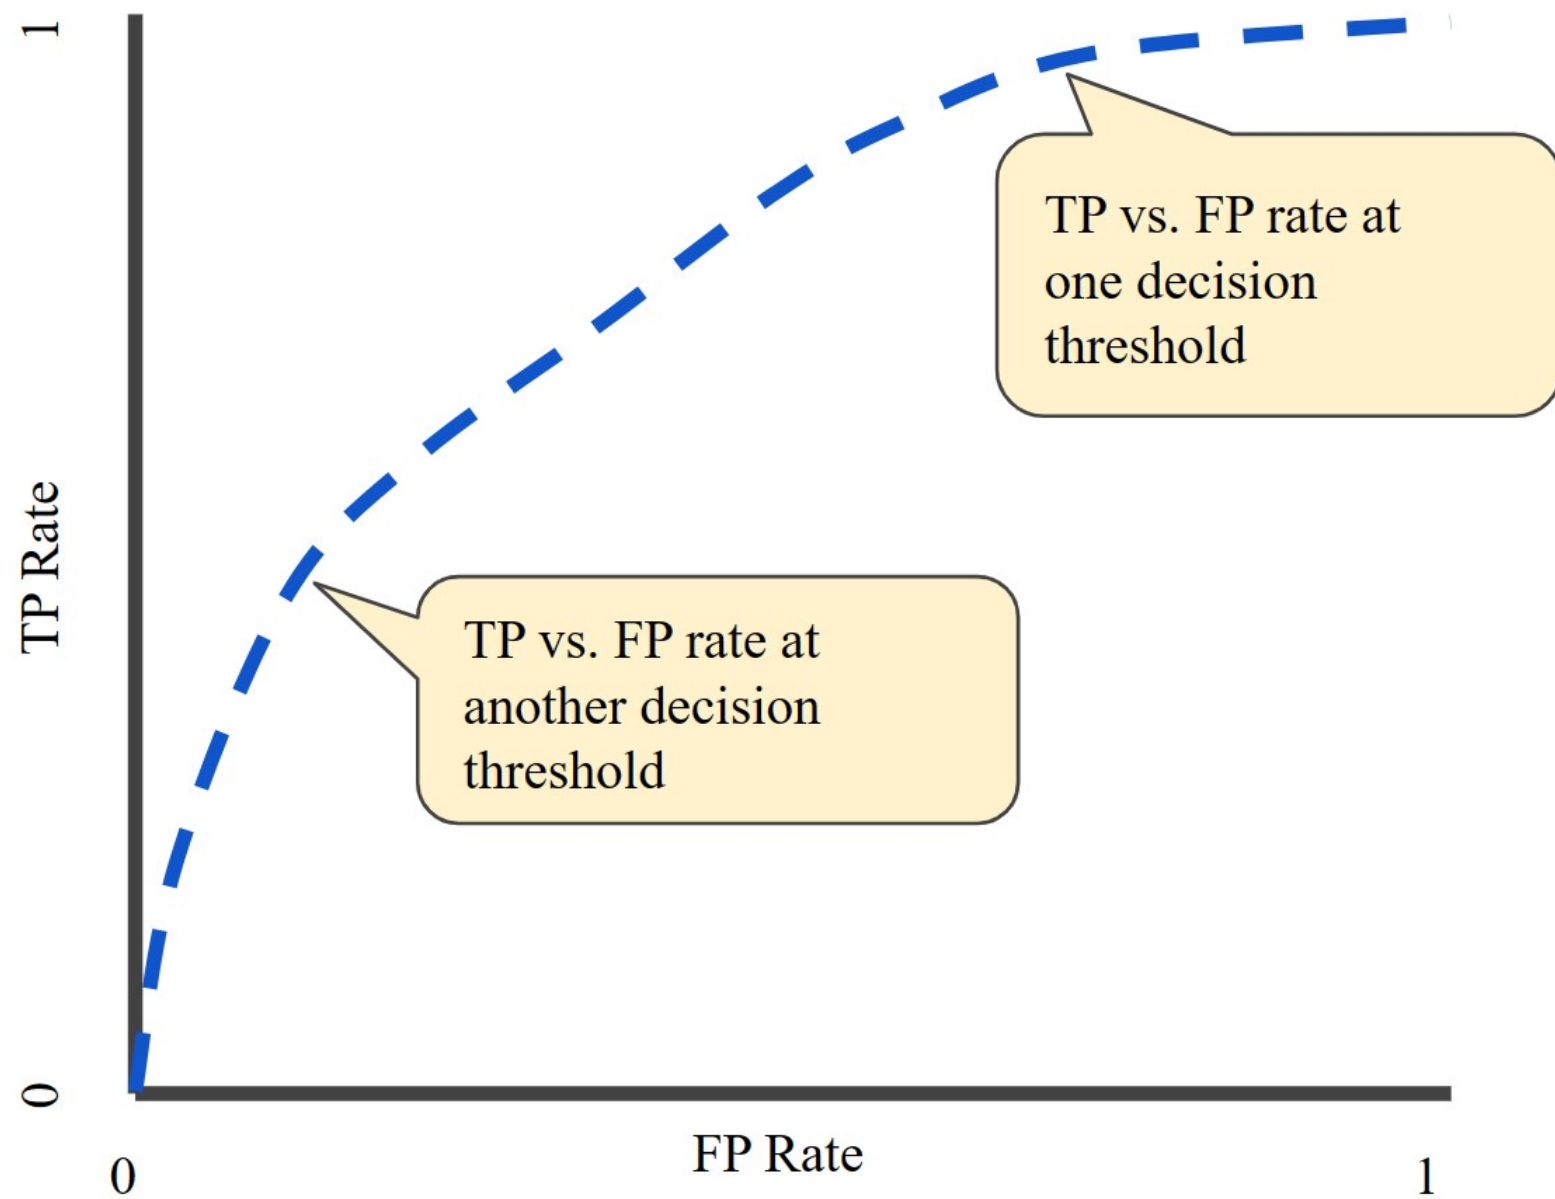 1
TP vs. FP rate at
one decision
threshold
TP Rate
TP vs. FP rate at
another decision
threshold
0
FP Rate
0
1